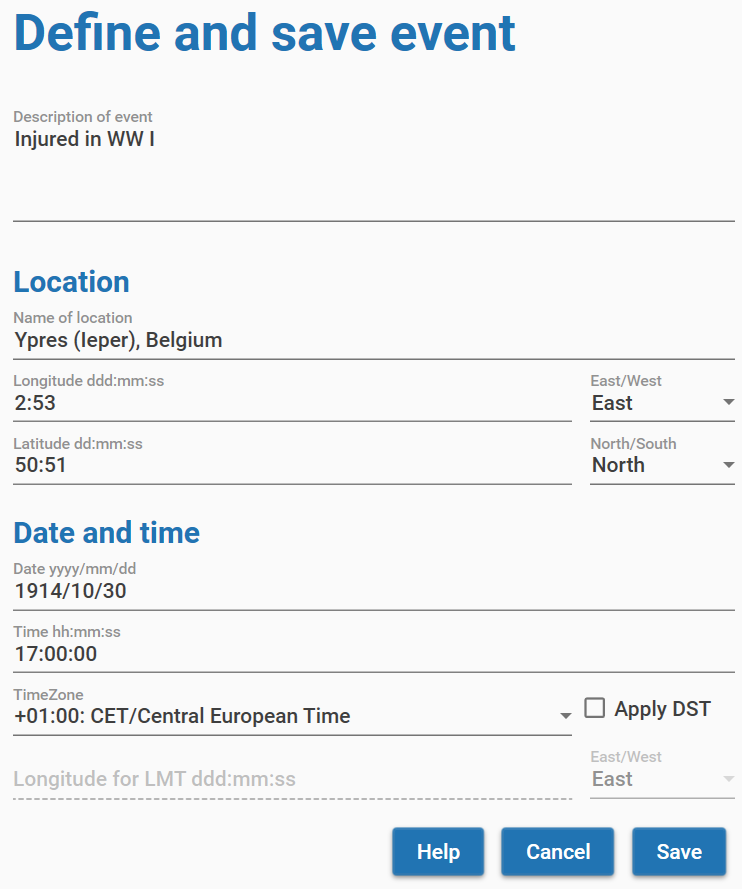 Define and save event
Description of event
Injured in WW I
Location
Name of location
Ypres (Ieper), Belgium
Longitude ddd:mm:ss
East/West
2:53
East
Latitude dd:mm:ss
North/South
50:51
North
Date and time
Date yyyy/mm/dd
1914/10/30
Time hh:mm:ss
17:00:00
TimeZone
+01:00: CET/Central European Time
Apply DST
East/West
Longitude for LMT ddd:mm:ss
East
Help
Cancel
Save